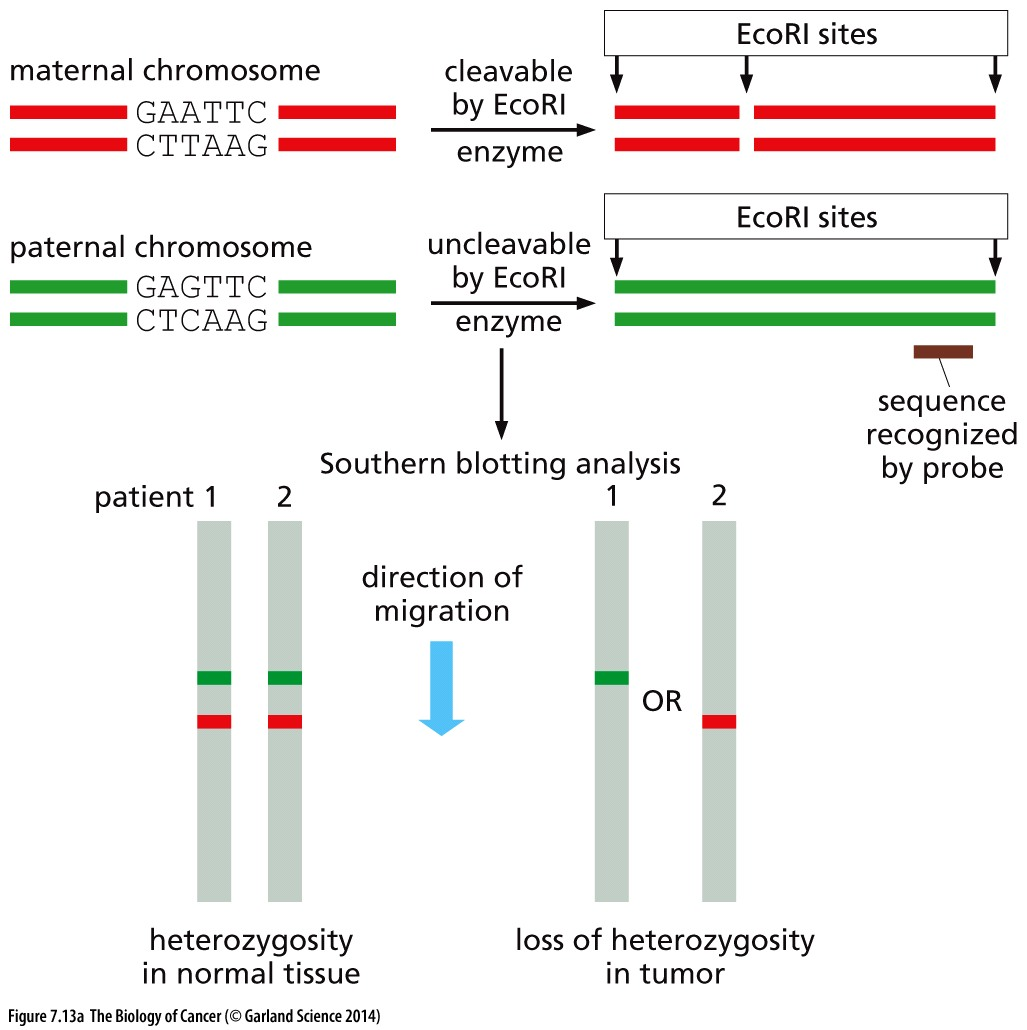 EcoRI sites
maternal chromosome
cleavable
by EcoRI
enzyme
GAATTC
CTTAAG
EcoRI sites
paternal chromosome
uncleavable
by EcoRI
enzyme
GAGTTC
CTCAAG
sequence
recognized
by probe
Southern blotting analysis
patient 1 2
1 2
direction of
migration
OR
heterozygosity
in normal tissue
loss of heterozygosity
in tumor
Figure 7.13a The Biology of Cancer (© Garland Science 2014)